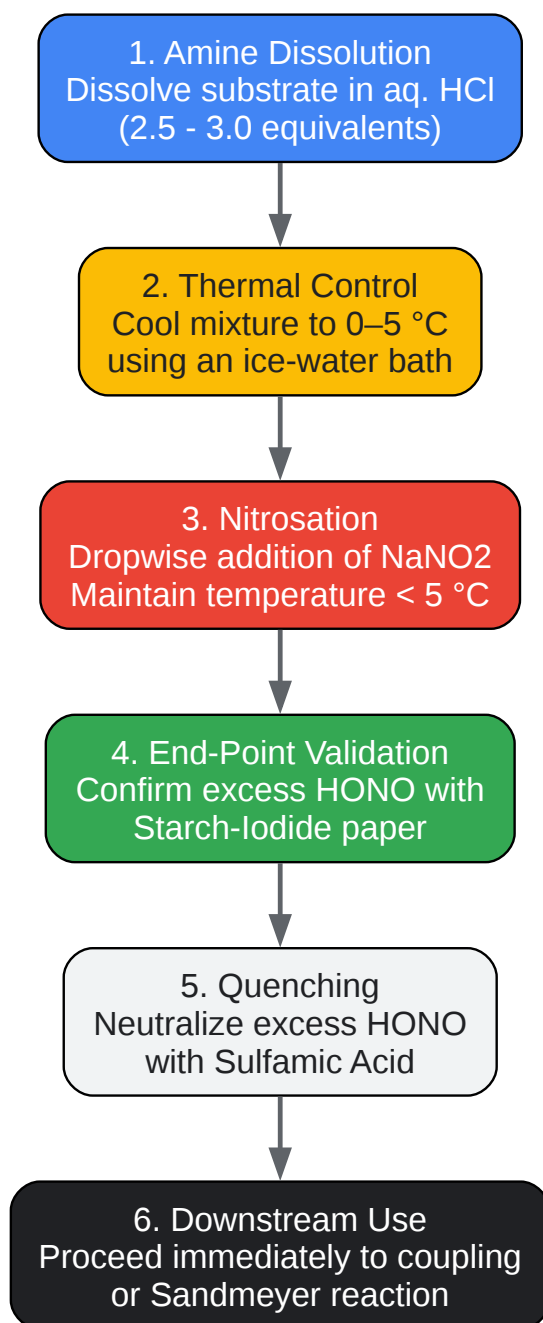 1. Amine Dissolution
Dissolve substrate in aq. HCl
(2.5 - 3.0 equivalents)
2. Thermal Control
Cool mixture to 0–5 °C
using an ice-water bath
3. Nitrosation
Dropwise addition of NaNO2
Maintain temperature < 5 °C
4. End-Point Validation
Confirm excess HONO with
Starch-Iodide paper
5. Quenching
Neutralize excess HONO
with Sulfamic Acid
6. Downstream Use
Proceed immediately to coupling
or Sandmeyer reaction